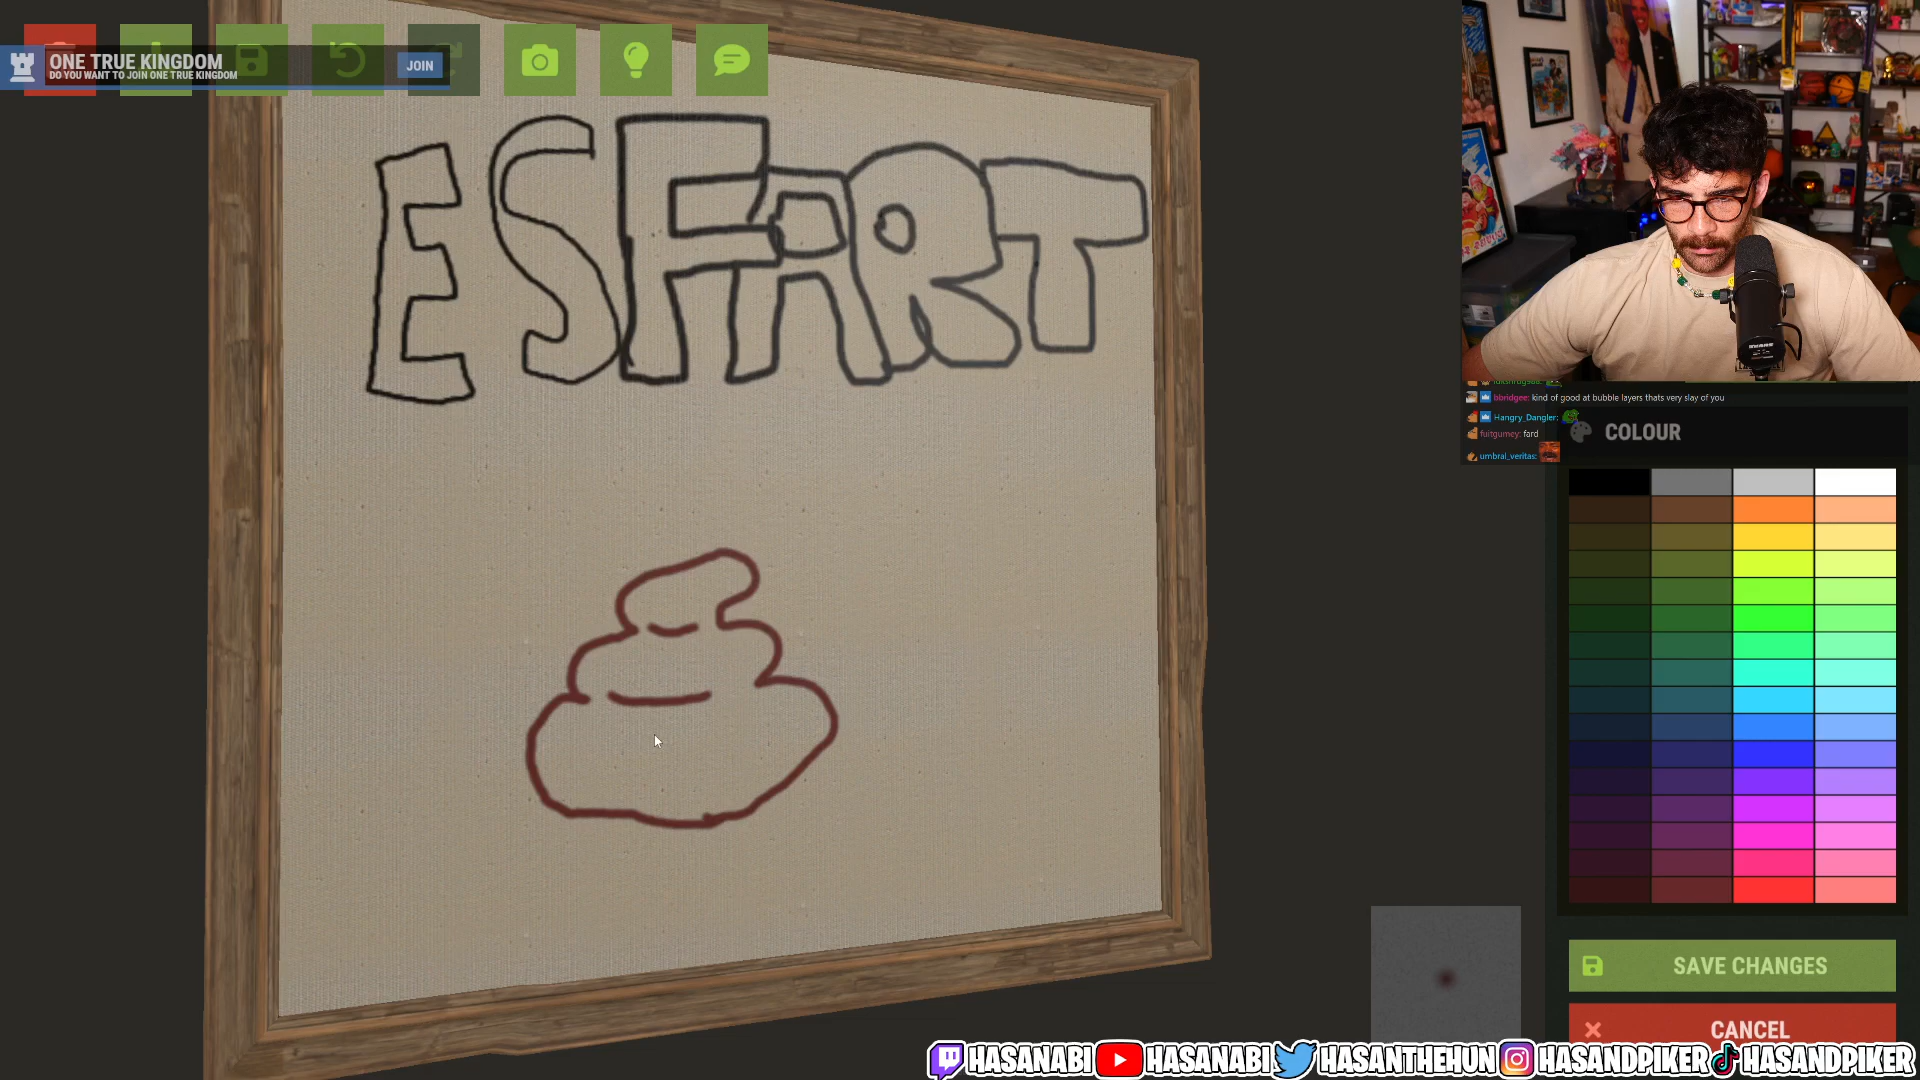 ONE TRUE KINGDOM
DO YOU WANT TO JOIN ONE TRUE KINGDOM
JOIN
ESFART
bbridgee: kind of good at bubble layers thats very slay of you
Hangry_Dangler:
fuitgumey: fard
umbral_veritas:
COLOUR
SAVE CHANGES
CANCEL
HASANABI HASANABI HASANTHEHUN HASANDPIKER HASANDPIKER